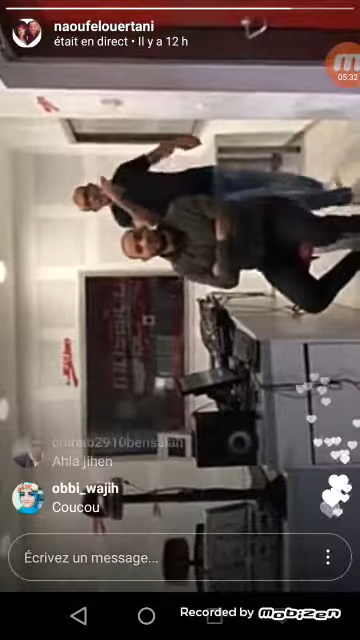 naoufelouertani
était en direct • Il y a 12 h
05:32
Ahla jihen
obbi_wajih
Coucou
Écrivez un message...
Recorded by mobizen